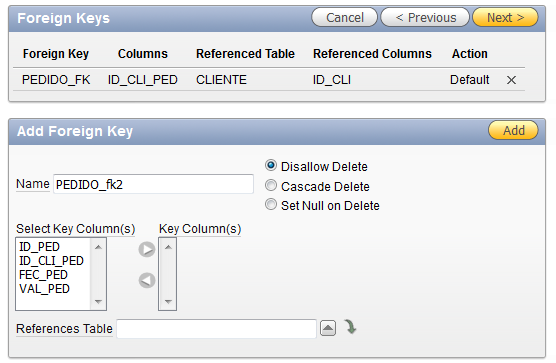 Foreign Keys Cancel < Previous Next >
Foreign Key Columns Referenced Table Referenced Columns Action
PEDIDO_FK ID_CLI_PED CLIENTE ID_CLI Default
Add Foreign Key Add
Name PEDIDO_fk2
Disallow Delete
Cascade Delete
Set Null on Delete
Select Key Column(s) Key Column(s)
ID_PED
ID_CLI_PED
FEC_PED
VAL_PED
References Table